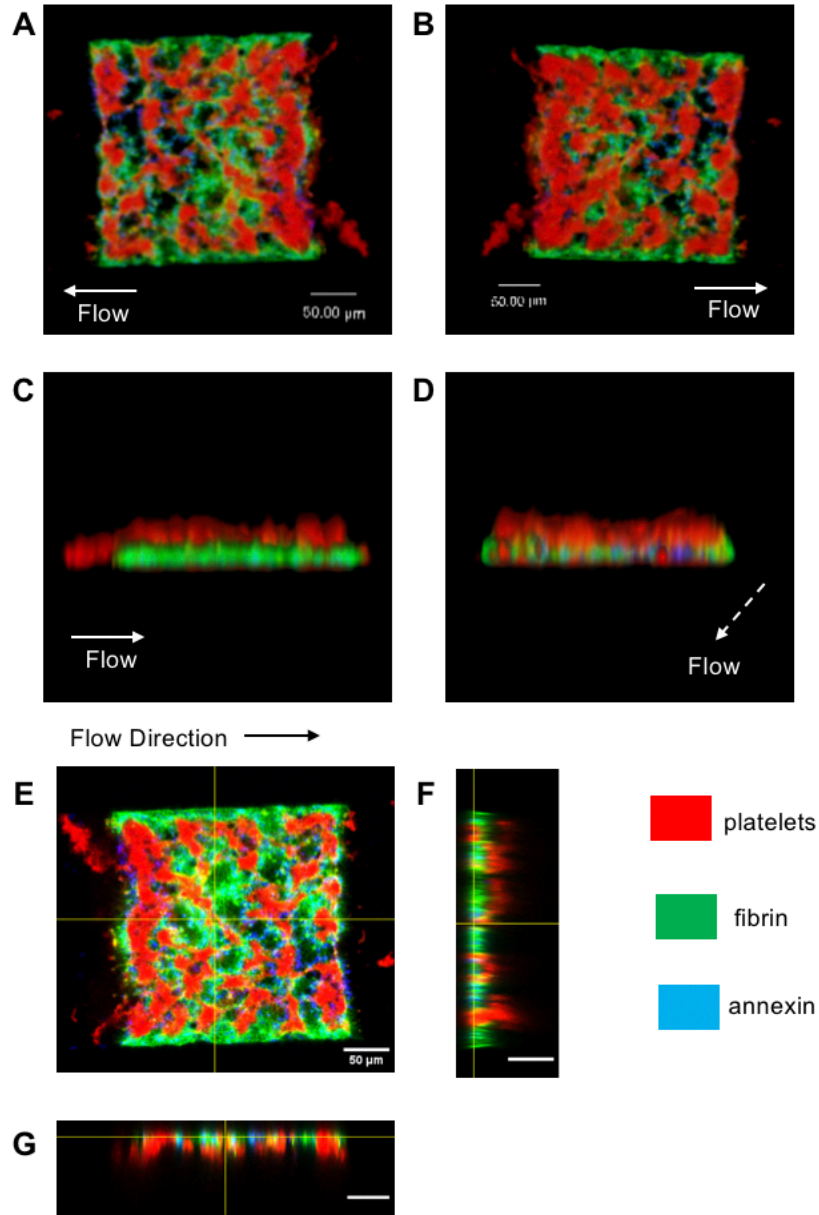 A
B
Flow
50.00 µm
50.00 µm
Flow
C
D
Flow
Flow
Flow Direction
E
F
50 µm
platelets
fibrin
annexin
G